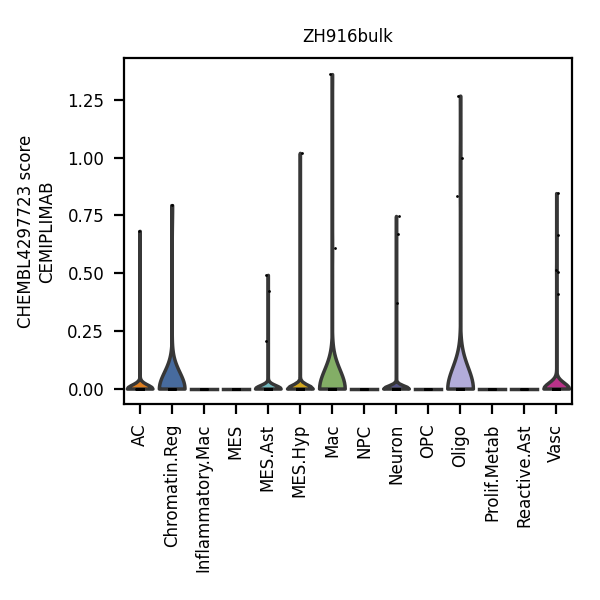 ZH916bulk
CHEMBL4297723 score
CEMIPLIMAB
1.25
1.00
0.75
0.50
0.25
0.00
AC
Chromatin.Reg
Inflammatory.Mac
MES
MES.Ast
MES.Hyp
Mac
NPC
Neuron
OPC
Oligo
Prolif.Metab
Reactive.Ast
Vasc